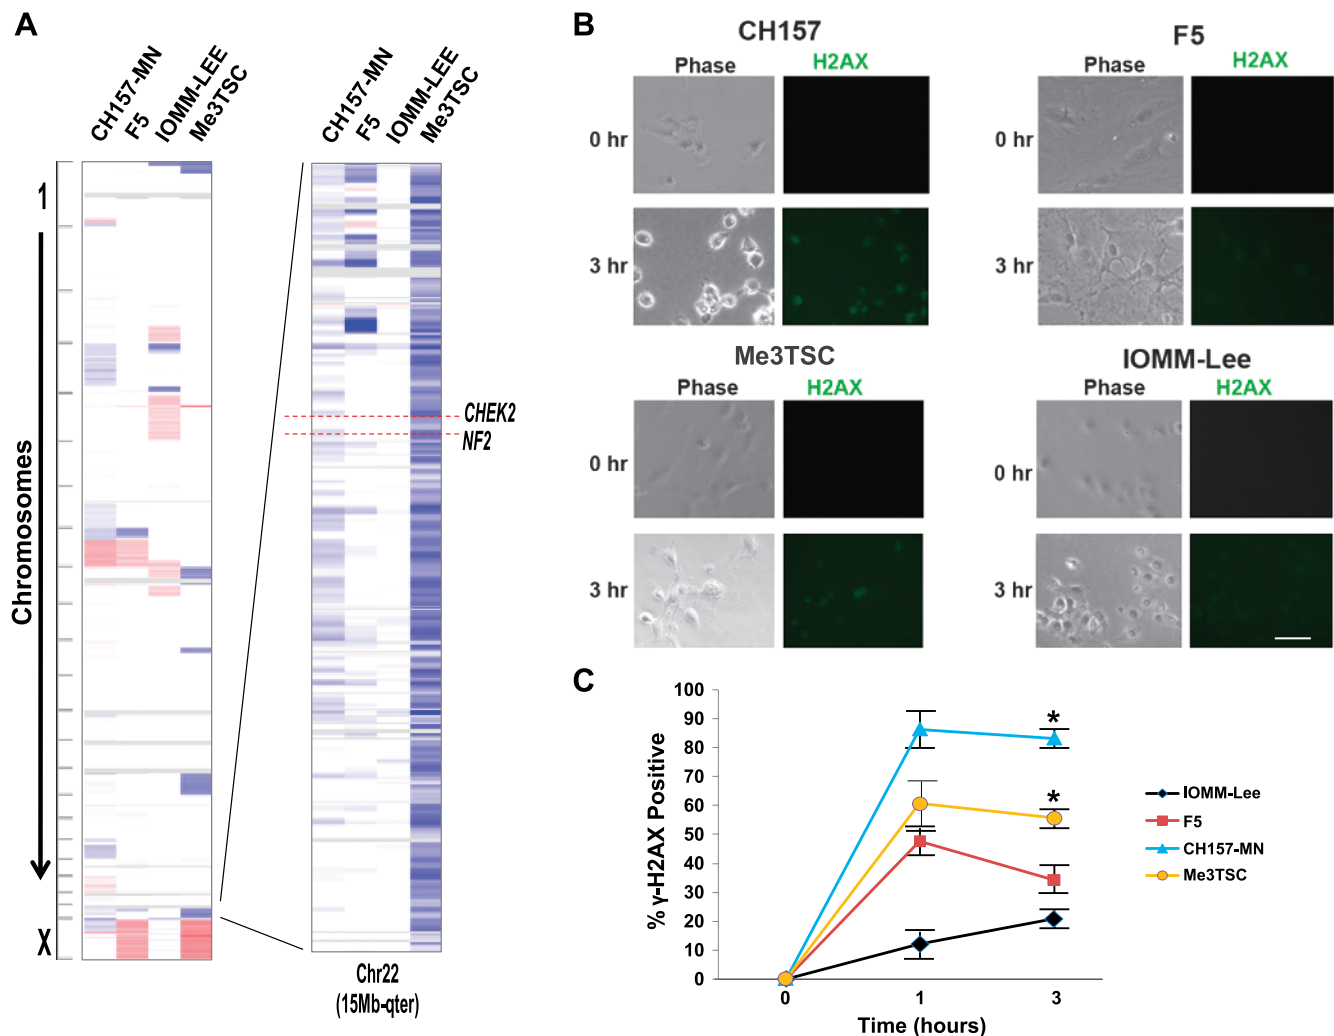 A
CH157-MN
F5
IOMM-LEE
Me3TSC
CH157-MN
F5
IOMM-LEE
Me3TSC
1
Chromosomes
X
CHEK2
NF2
Chr22
(15Mb-qter)
B
CH157
Phase
H2AX
0 hr
3 hr
F5
Phase
H2AX
0 hr
3 hr
Me3TSC
Phase
H2AX
0 hr
3 hr
IOMM-Lee
Phase
H2AX
0 hr
3 hr
C
% γ-H2AX Positive
100
90
80
70
60
50
40
30
20
10
0
*
*
0 1 3
Time (hours)
IOMM-Lee
F5
CH157-MN
Me3TSC